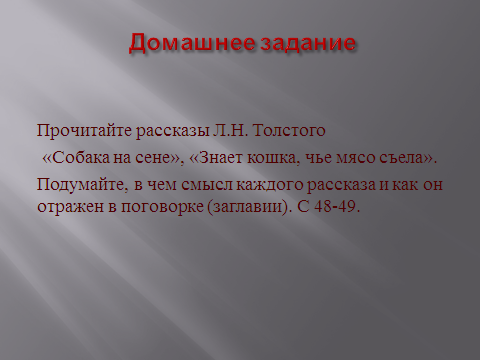 Домашнее задание
Прочитайте рассказы Л.Н. Толстого
«Собака на сене», «Знает кошка, чье мясо съела».
Подумайте, в чем смысл каждого рассказа и как он
отражен в поговорке (заглавии). С 48-49.